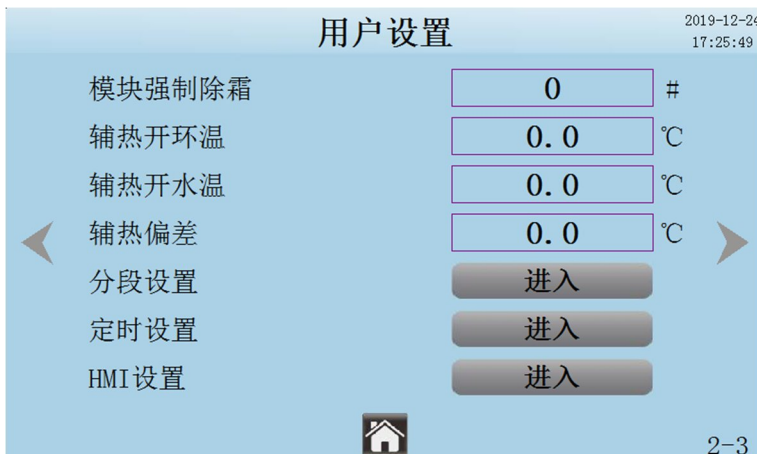 用户设置
2019-12-24
17:25:49
模块强制除霜 0 #
辅热开环温 0.0 ℃
辅热开水温 0.0 ℃
辅热偏差 0.0 ℃
分段设置 进入
定时设置 进入
HMI设置 进入
2-3